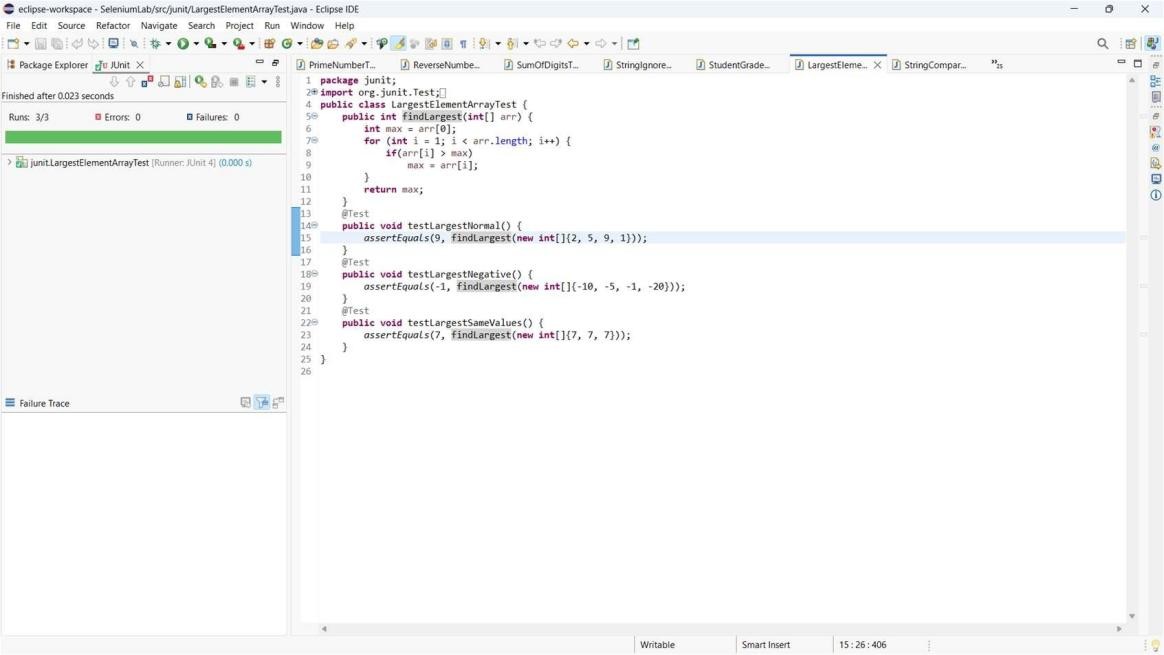 eclipse-workspace - SeleniumLab/src/junit/LargestElementArrayTest.java - Eclipse IDE
File Edit Source Refactor Navigate Search Project Run Window Help
Package Explorer JUnit
Finished after 0.023 seconds
Runs: 3/3 Errors: 0 Failures: 0
junit.LargestElementArrayTest [Runner: JUnit 4] (0.000 s)
Failure Trace
PrimeNumberT... ReverseNumbe... SumOfDigitsT... StringIgnore... StudentGrade... LargestEleme... StringCompar... »25
1 package junit;
2 import org.junit.Test;
4 public class LargestElementArrayTest {
5 public int findLargest(int[] arr) {
6 int max = arr[0];
7 for (int i = 1; i < arr.length; i++) {
8 if(arr[i] > max)
9 max = arr[i];
10 }
11 return max;
12 }
13 @Test
14 public void testLargestNormal() {
15 assertEquals(9, findLargest(new int[]{2, 5, 9, 1}));
16 }
17 @Test
18 public void testLargestNegative() {
19 assertEquals(-1, findLargest(new int[]{-10, -5, -1, -20}));
20 }
21 @Test
22 public void testLargestSameValues() {
23 assertEquals(7, findLargest(new int[]{7, 7, 7}));
24 }
25 }
26
Writable Smart Insert 15 : 26 : 406